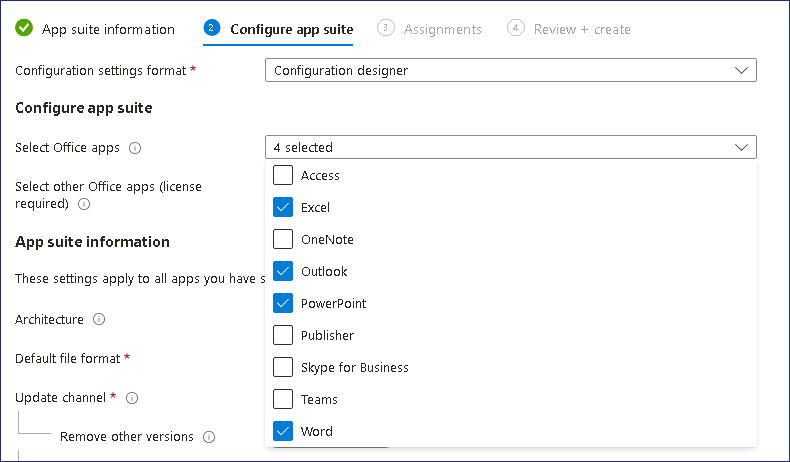 App suite information 2 Configure app suite 3 Assignments 4 Review + create
Configuration settings format * Configuration designer
Configure app suite
Select Office apps 4 selected
Access
Select other Office apps (license
required)
Excel
OneNote
App suite information
Outlook
These settings apply to all apps you have s
PowerPoint
Architecture
Publisher
Default file format *
Skype for Business
Update channel *
Teams
Remove other versions
Word